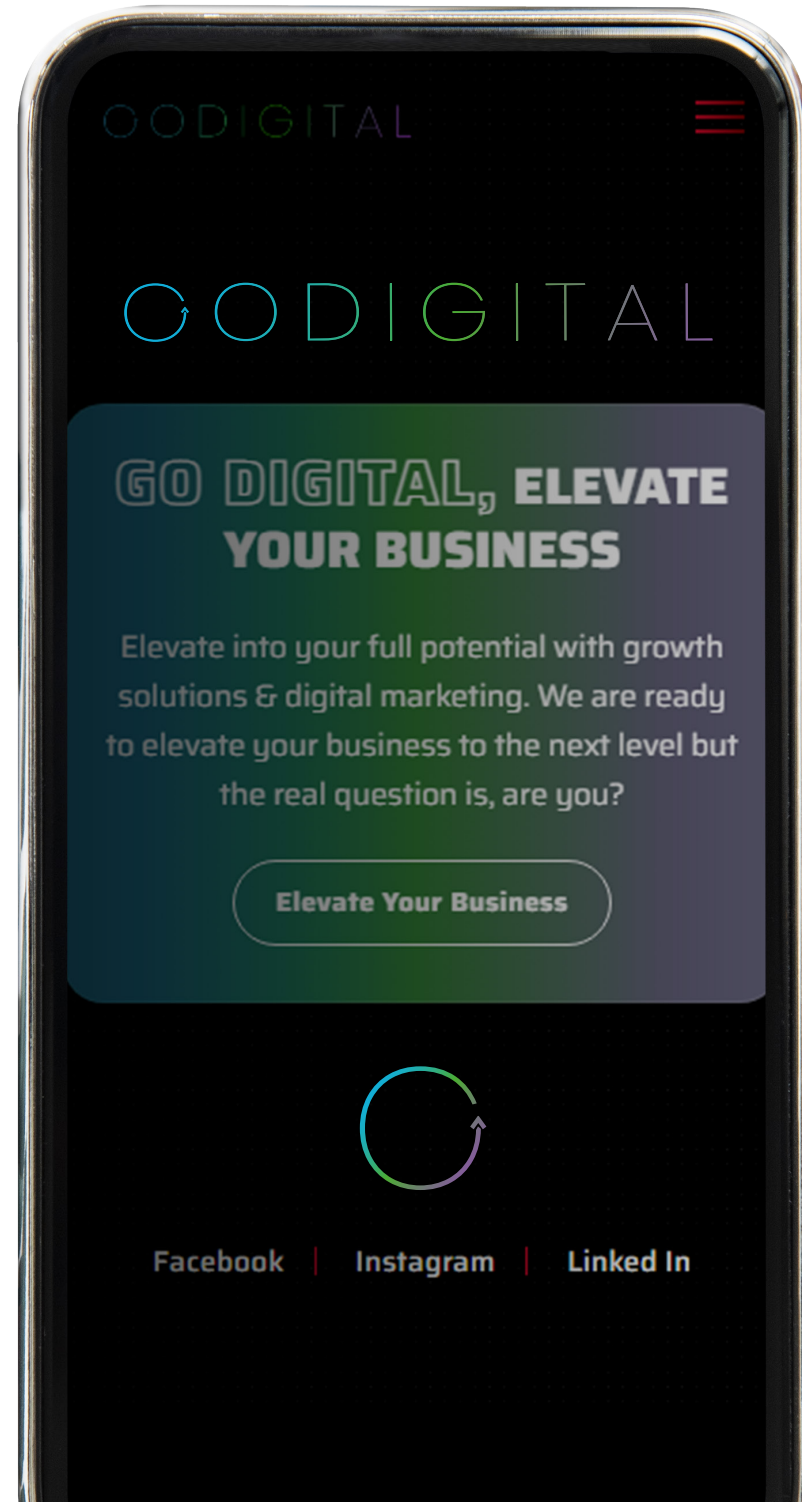 GODIGITAL
GODIGITAL
GO DIGITAL, ELEVATE
YOUR BUSINESS
Elevate into your full potential with growth
solutions & digital marketing. We are ready
to elevate your business to the next level but
the real question is, are you?
Elevate Your Business
Facebook | Instagram | Linked In